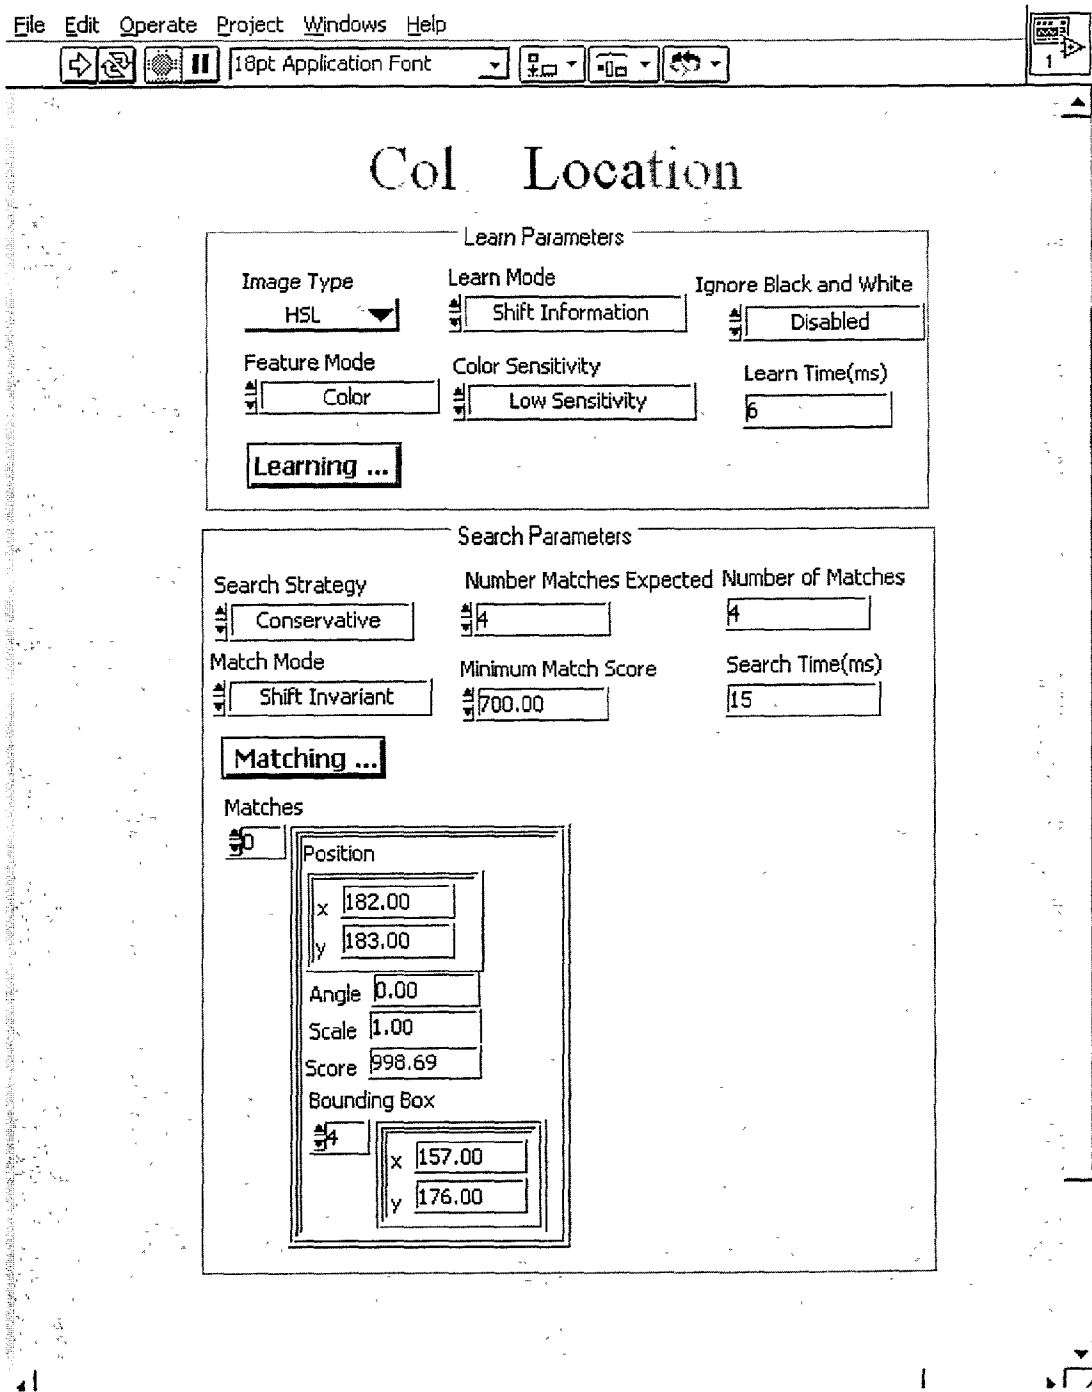 File Edit Operate Project Windows Help
18pt Application Font
1
Col Location
Learn Parameters
Image Type
Learn Mode
Ignore Black and White
HSL
Shift Information
Disabled
Feature Mode
Color Sensitivity
Learn Time(ms)
Color
Low Sensitivity
6
Learning ...
Search Parameters
Search Strategy
Number Matches Expected
Number of Matches
Conservative
4
4
Match Mode
Minimum Match Score
Search Time(ms)
Shift Invariant
700.00
15
Matching ...
Matches
0
Position
x 182.00
y 183.00
Angle 0.00
Scale 1.00
Score 998.69
Bounding Box
4
x 157.00
y 176.00